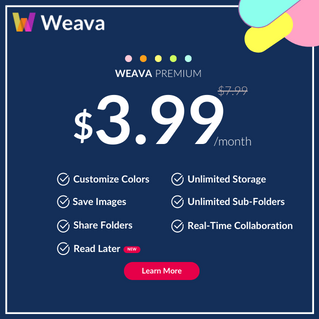 Weava
WEAVA PREMIUM
$7.99
$3.99/month
Customize Colors
Unlimited Storage
Save Images
Unlimited Sub-Folders
Share Folders
Real-Time Collaboration
Read Later NEW
Learn More